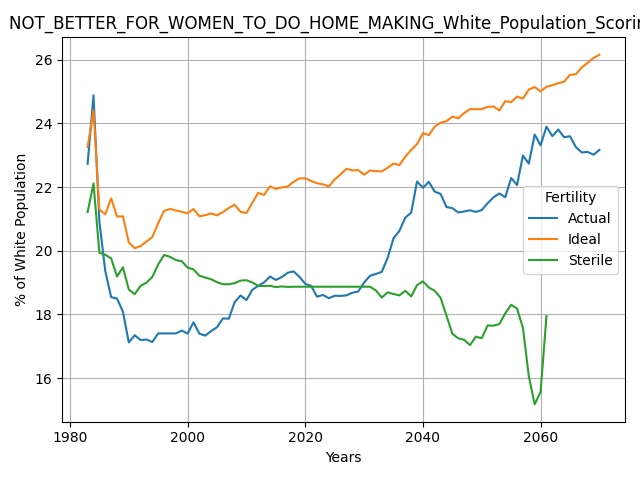 NOT_BETTER_FOR_WOMEN_TO_DO_HOME_MAKING_White_Population_Scorin
% of White Population
26
24
22
20
18
16
Fertility
Actual
Ideal
Sterile
1980
2000
2020
2040
2060
Years